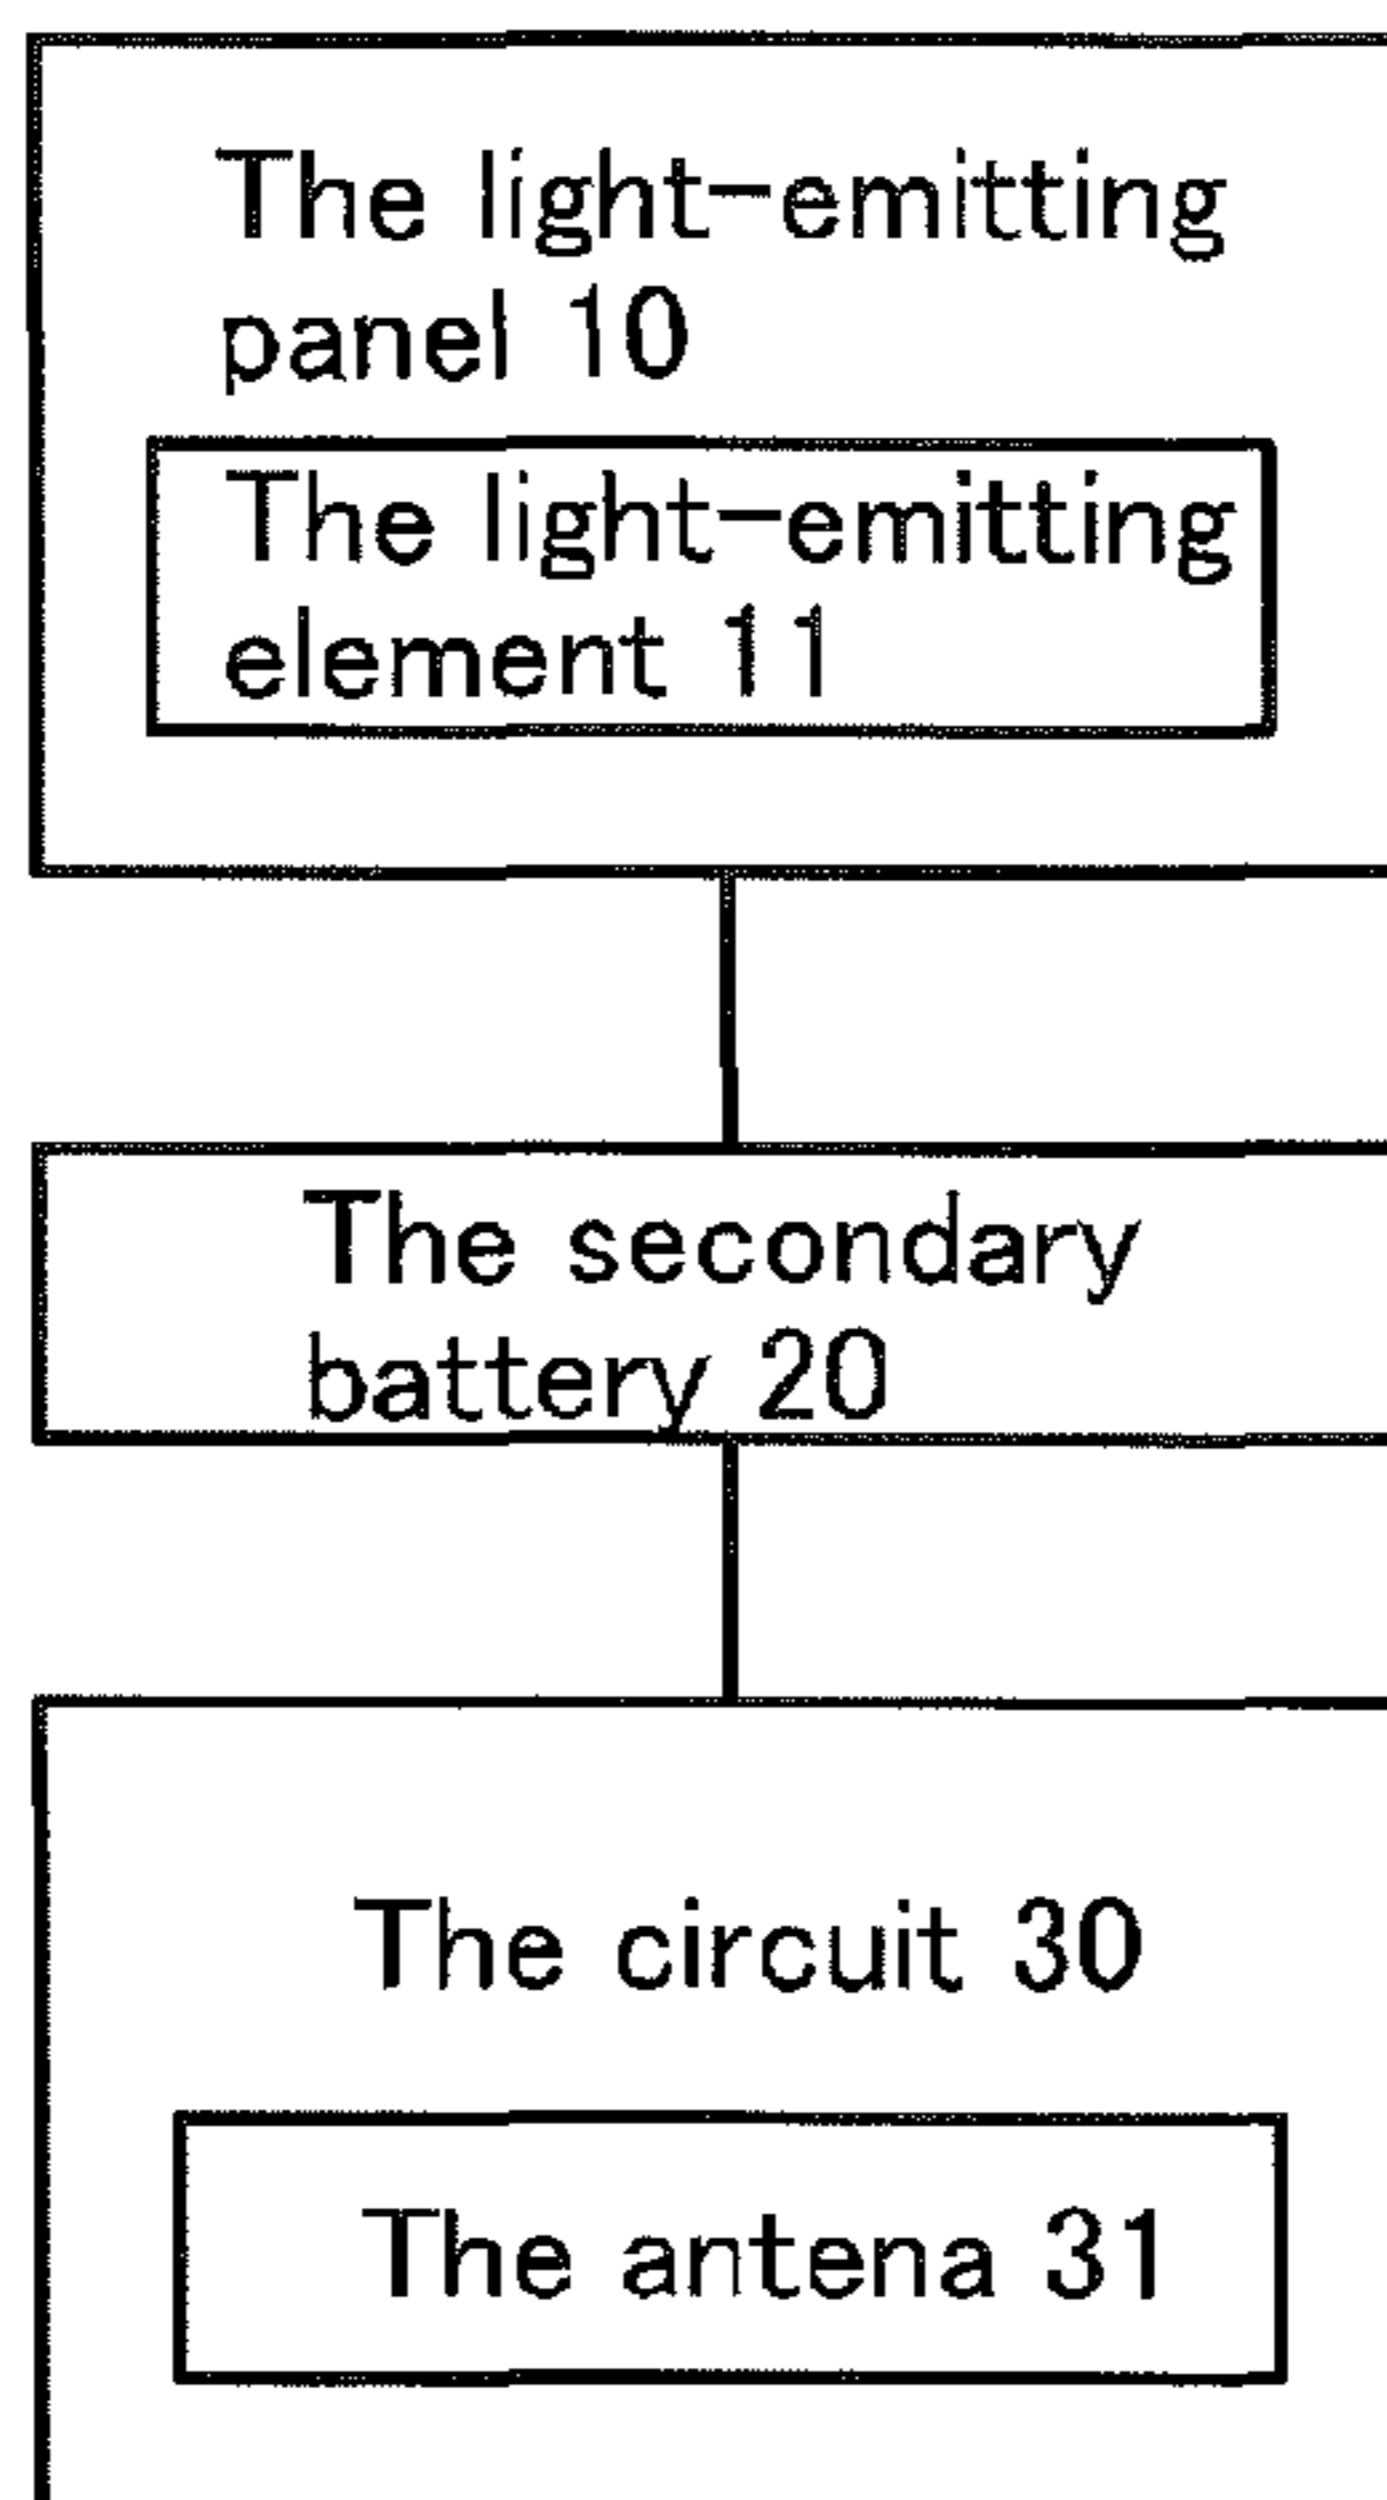 The light-emitting
panel 10
The light-emitting
element 11
The secondary
battery 20
The circuit 30
The antena 31